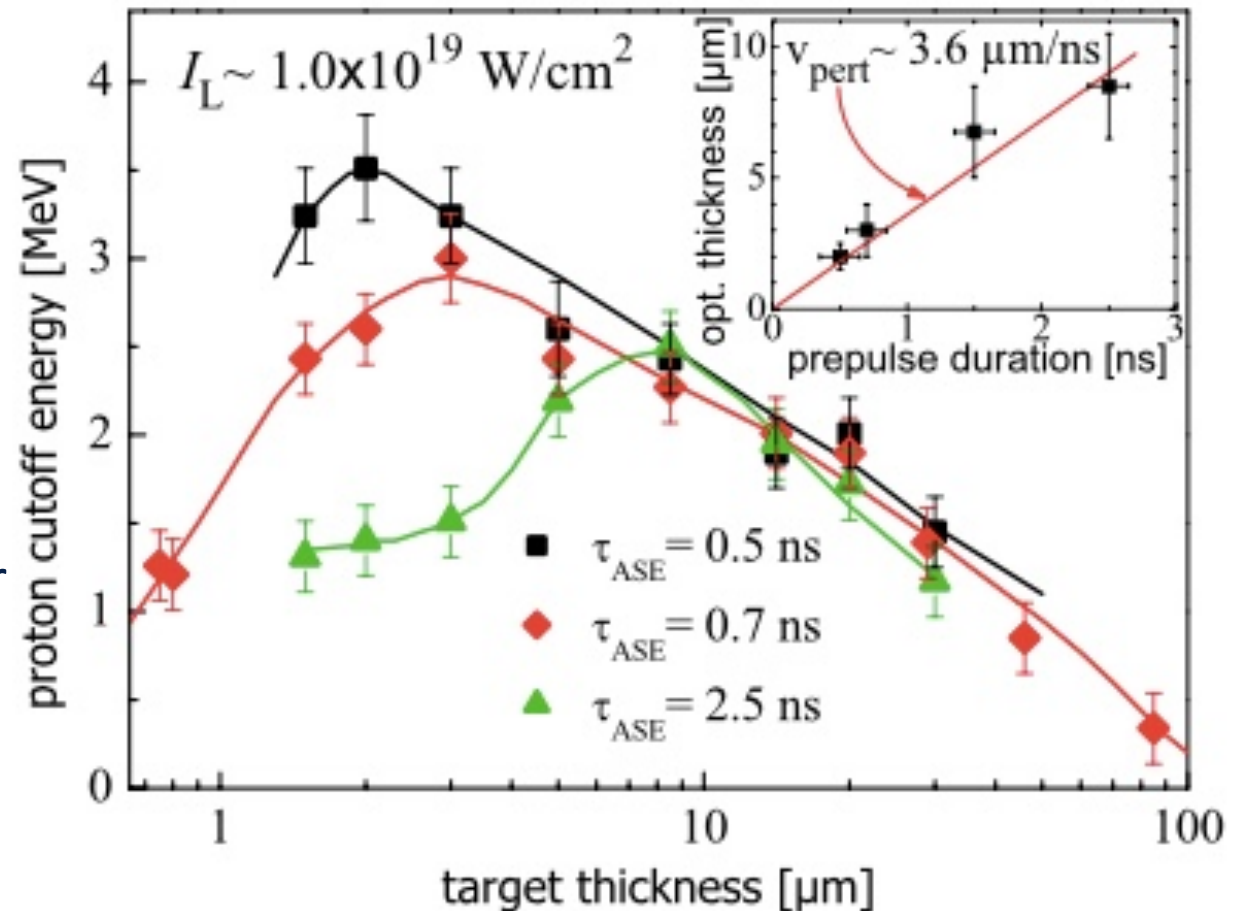 I_L ~ 1.0x10^19 W/cm^2
proton cutoff energy [MeV]
4
3
2
1
0
1
10
100
target thickness [μm]
τ_ASE = 0.5 ns
τ_ASE = 0.7 ns
τ_ASE = 2.5 ns
v_pert ~ 3.6 μm/ns
opt. thickness [μm]
10
5
0
0
1
2
3
prepulse duration [ns]